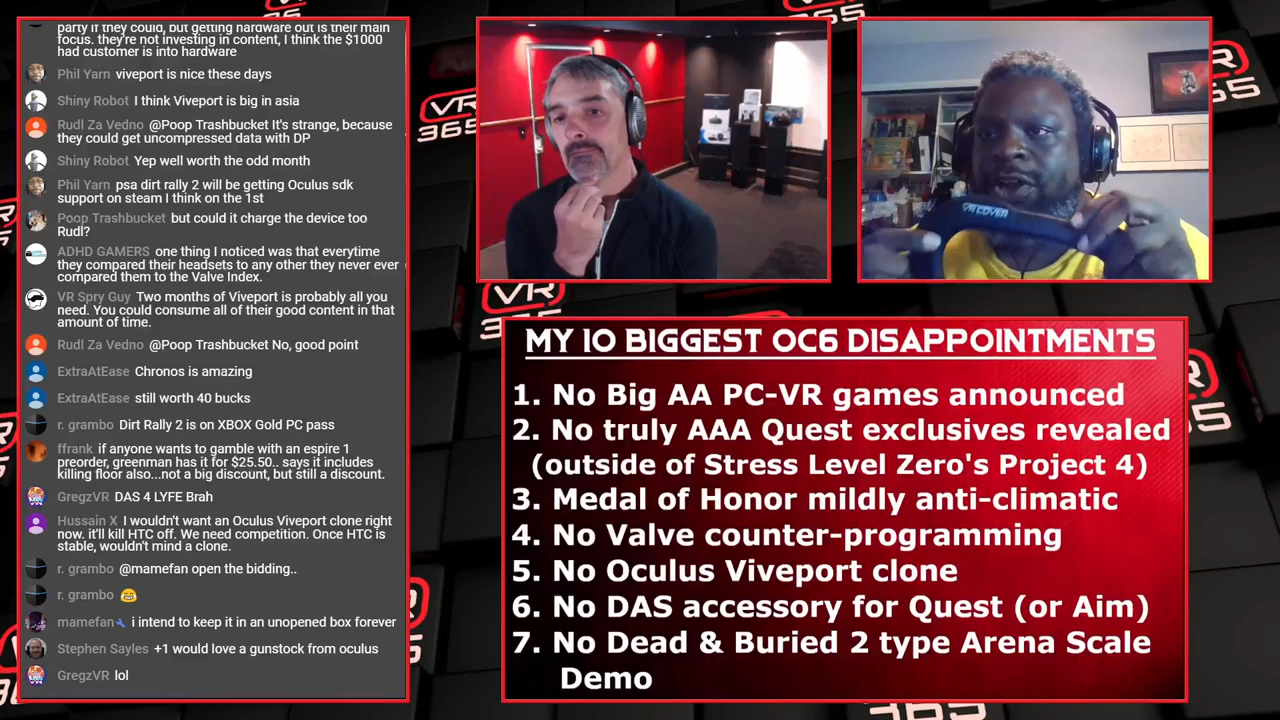 party if they could, but getting hardware out is their main
focus. they're not investing in content, I think the $1000
had customer is into hardware
Phil Yarn viveport is nice these days
Shiny Robot I think Viveport is big in asia
Rudl Za Vedno @Poop Trashbucket It's strange, because
they could get uncompressed data with DP
Shiny Robot Yep well worth the odd month
Phil Yarn psa dirt rally 2 will be getting Oculus sdk
support on steam I think on the 1st
Poop Trashbucket but could it charge the device too
Rudl?
ADHD GAMERS one thing I noticed was that everytime
they compared their headsets to any other they never ever
compared them to the Valve Index.
VR Spry Guy Two months of Viveport is probably all you
need. You could consume all of their good content in that
amount of time.
Rudl Za Vedno @Poop Trashbucket No, good point
ExtraAtEase Chronos is amazing
ExtraAtEase still worth 40 bucks
r. grambo Dirt Rally 2 is on XBOX Gold PC pass
ffrank if anyone wants to gamble with an espire 1
preorder, greenman has it for $25.50.. says it includes
killing floor also...not a big discount, but still a discount.
GregzVR DAS 4 LYFE Brah
Hussain X I wouldn't want an Oculus Viveport clone right
now. it'll kill HTC off. We need competition. Once HTC is
stable, wouldn't mind a clone.
r. grambo @mamefan open the bidding..
r. grambo 😂
mamefan i intend to keep it in an unopened box forever
Stephen Sayles +1 would love a gunstock from oculus
GregzVR lol
VR COVER
MY 10 BIGGEST OC6 DISAPPOINTMENTS
1. No Big AA PC-VR games announced
2. No truly AAA Quest exclusives revealed
(outside of Stress Level Zero's Project 4)
3. Medal of Honor mildly anti-climatic
4. No Valve counter-programming
5. No Oculus Viveport clone
6. No DAS accessory for Quest (or Aim)
7. No Dead & Buried 2 type Arena Scale
Demo
VR
365
VR
365